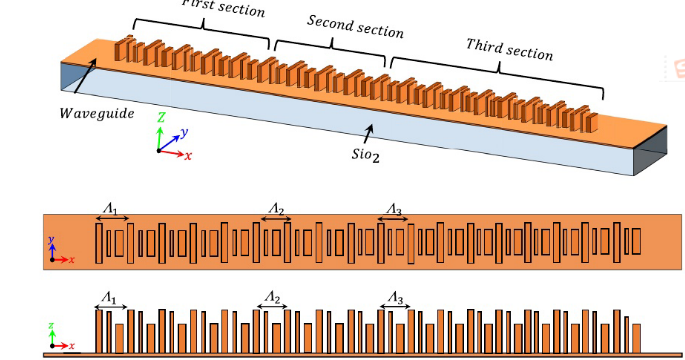 First section
Second section
Third section
Waveguide
Z
y
x
Sio2
Λ1
Λ2
Λ3
y
x
Λ1
Λ2
Λ3
z
x